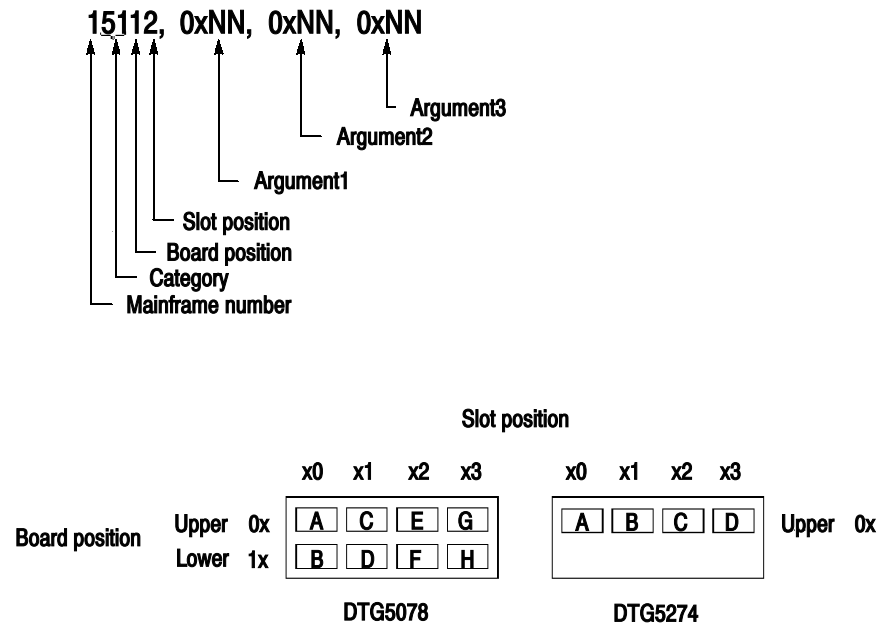 15112, 0xNN, 0xNN, 0xNN
Argument3
Argument2
Argument1
Slot position
Board position
Category
Mainframe number
Slot position
x0 x1 x2 x3 x0 x1 x2 x3
Board position
Upper 0x A C E G A B C D Upper 0x
Lower 1x B D F H
DTG5078 DTG5274